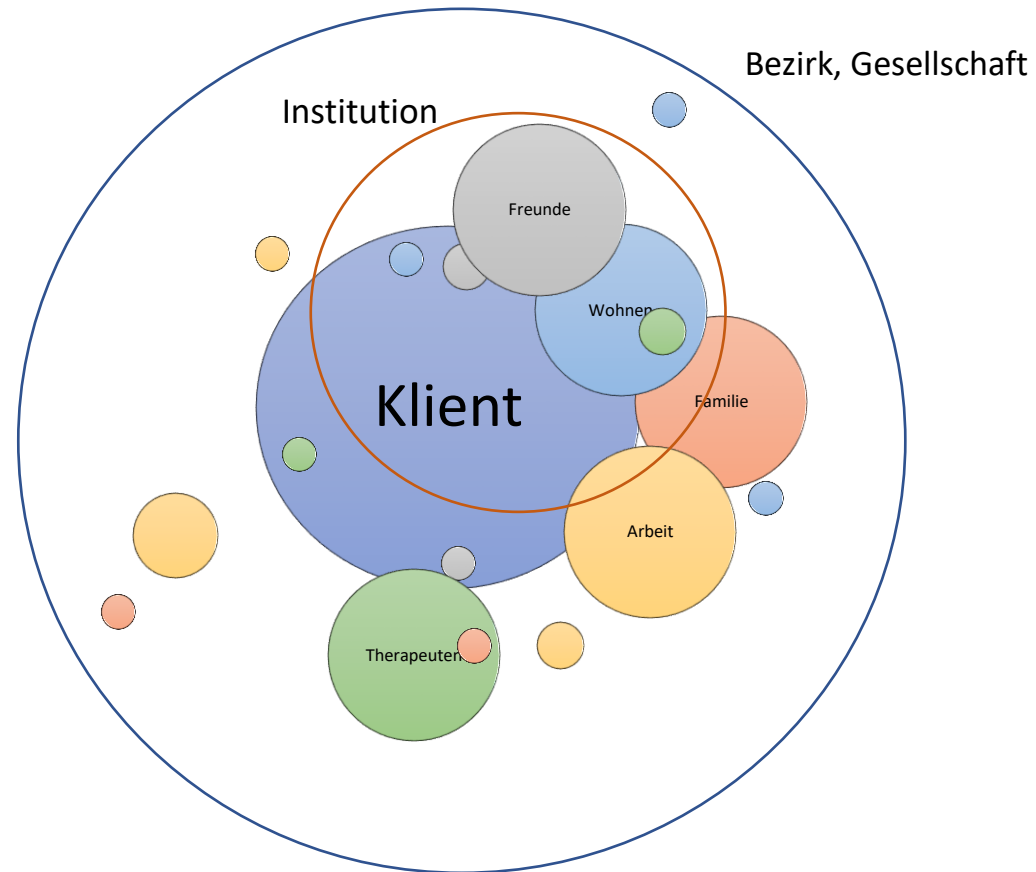 Bezirk, Gesellschaft
Institution
Freunde
Wohnen
Familie
Klient
Arbeit
Therapeuten